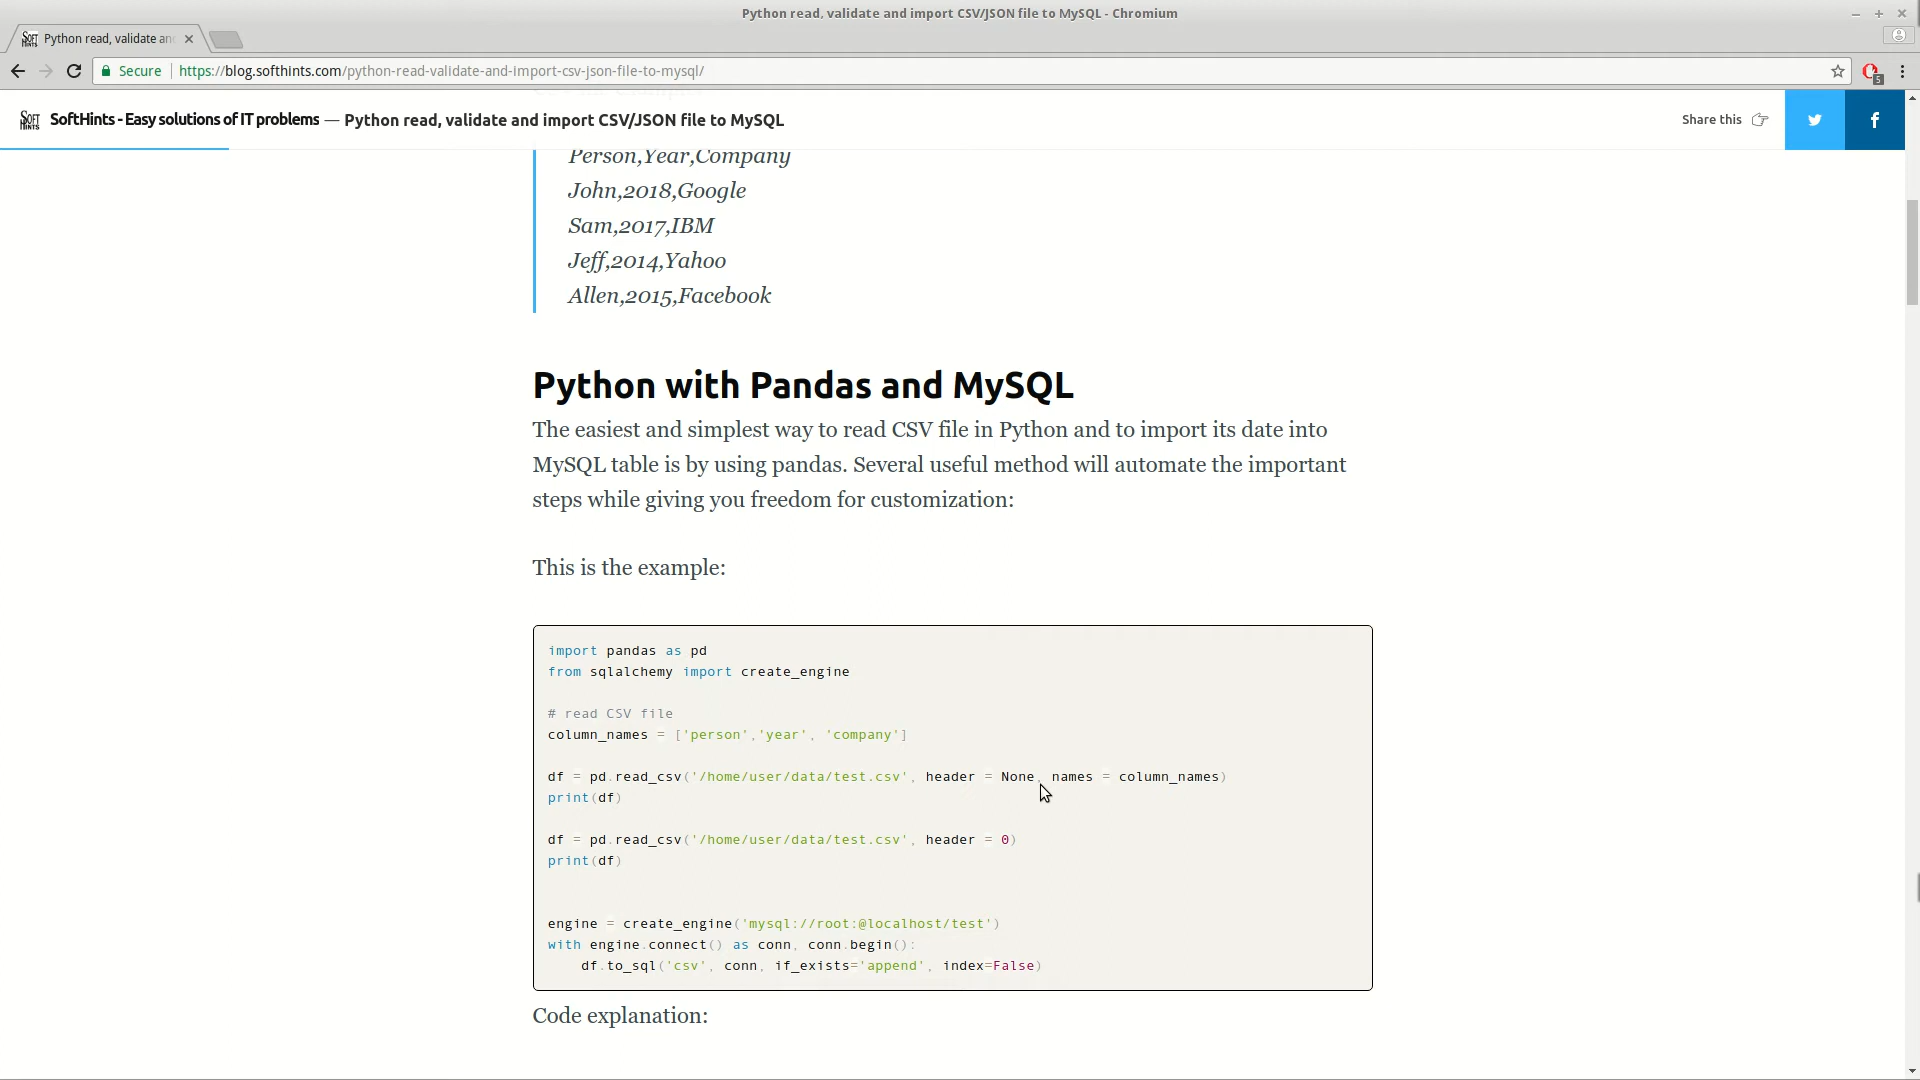 Python read, validate and import CSV/JSON file to MySQL - Chromium
Python read, validate an
Secure
https://blog.softhints.com/python-read-validate-and-import-csv-json-file-to-mysql/
5
SOFT HINTS
SoftHints - Easy solutions of IT problems — Python read, validate and import CSV/JSON file to MySQL
Share this
Person,Year,Company
John,2018,Google
Sam,2017,IBM
Jeff,2014,Yahoo
Allen,2015,Facebook
Python with Pandas and MySQL
The easiest and simplest way to read CSV file in Python and to import its date into
MySQL table is by using pandas. Several useful method will automate the important
steps while giving you freedom for customization:
This is the example:
import pandas as pd
from sqlalchemy import create_engine
# read CSV file
column_names = ['person','year', 'company']
df = pd.read_csv('/home/user/data/test.csv', header = None, names = column_names)
print(df)
df = pd.read_csv('/home/user/data/test.csv', header = 0)
print(df)
engine = create_engine('mysql://root:@localhost/test')
with engine.connect() as conn, conn.begin():
    df.to_sql('csv', conn, if_exists='append', index=False)
Code explanation: